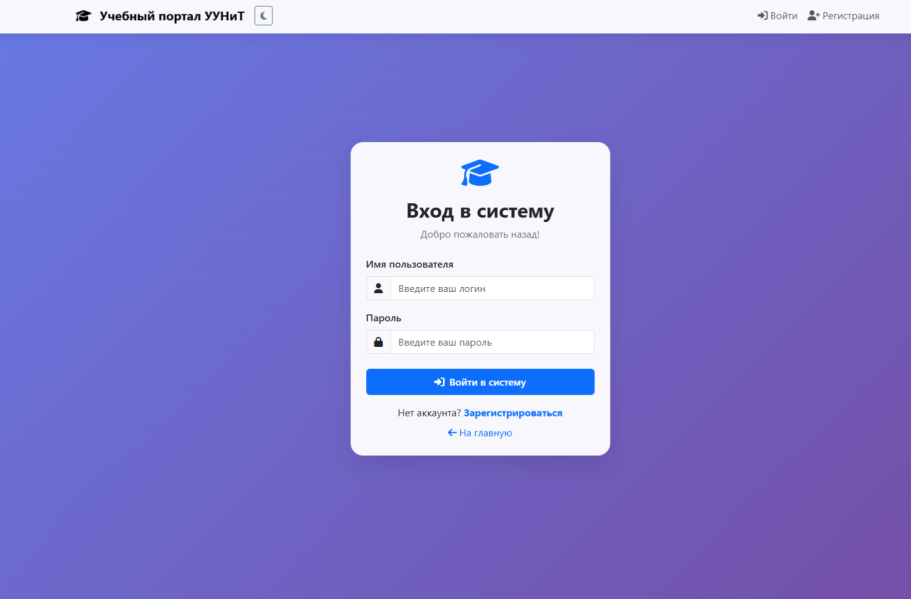 Учебный портал УУНиТ
Войти
Регистрация
Вход в систему
Добро пожаловать назад!
Имя пользователя
Введите ваш логин
Пароль
Введите ваш пароль
Войти в систему
Нет аккаунта? Зарегистрироваться
На главную